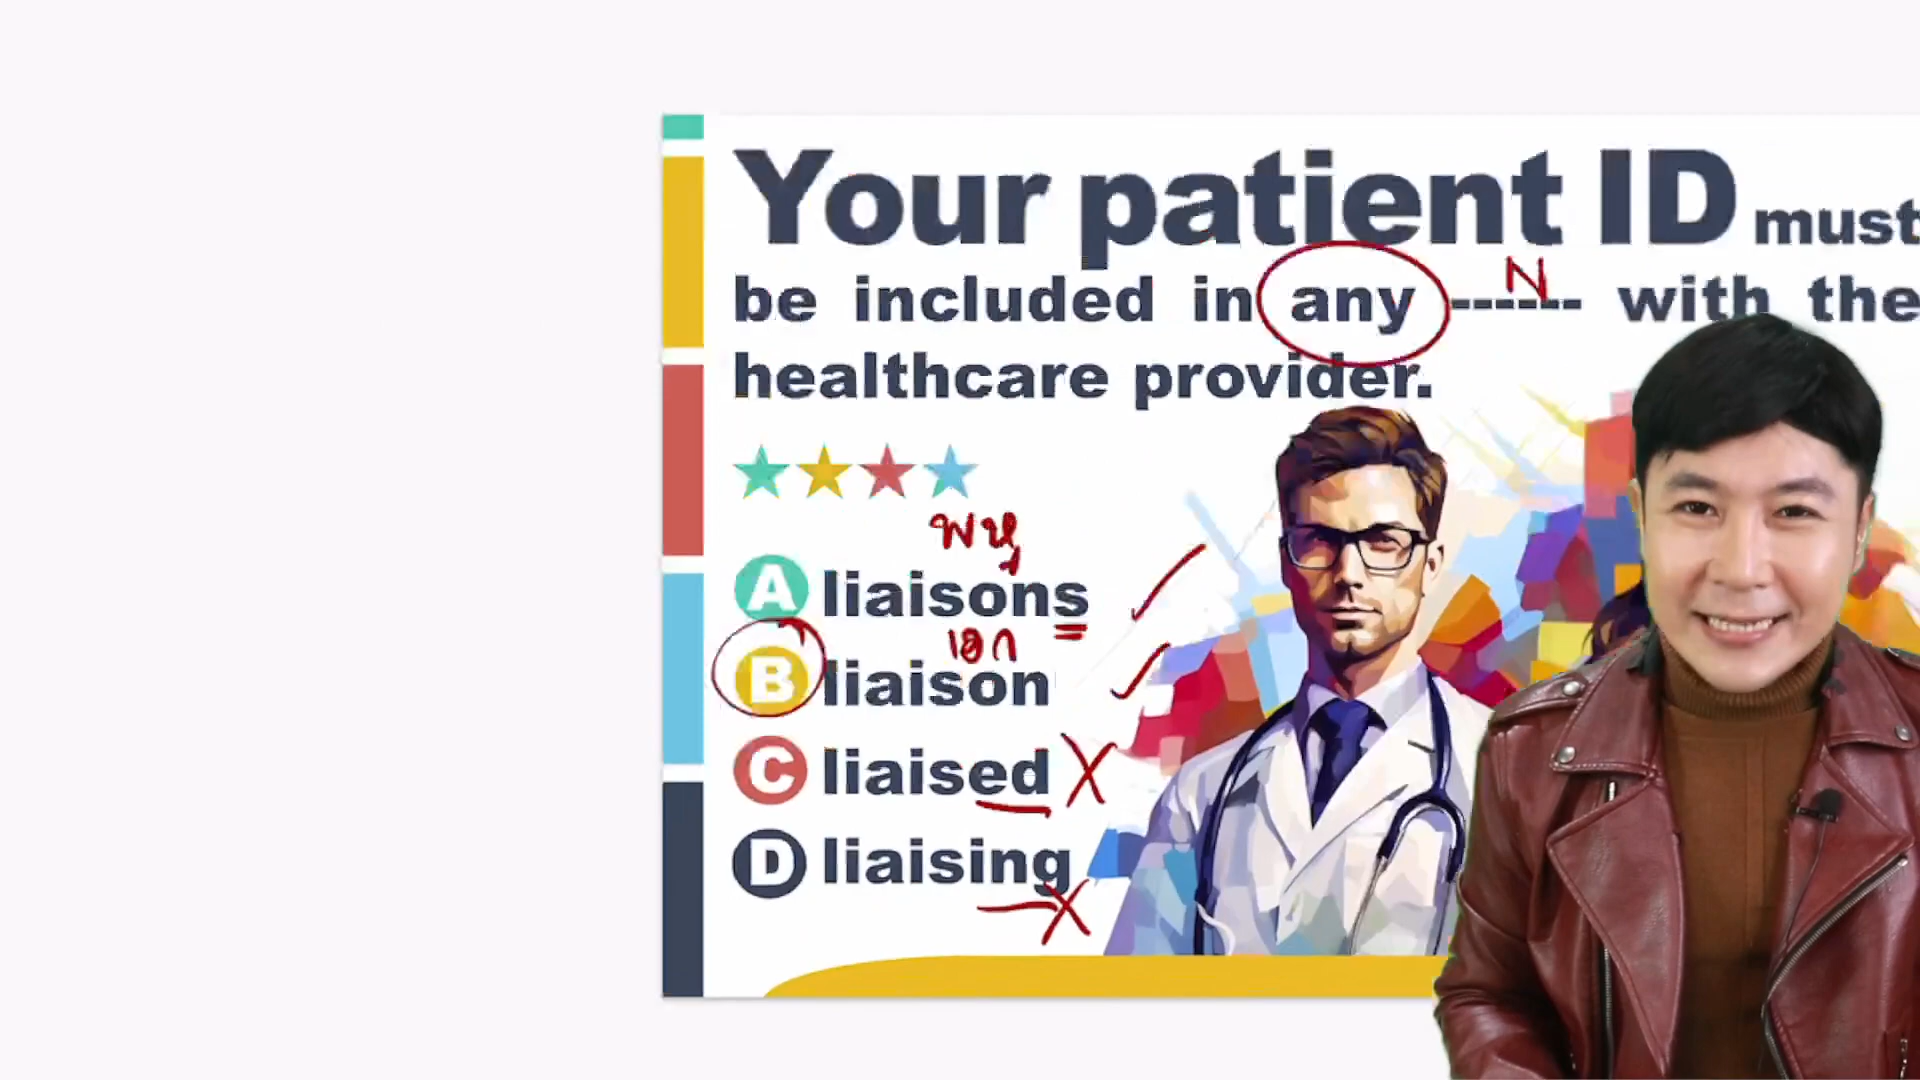 Your patient ID must
N
be included in any ------ with the
healthcare provider.
พหู
A liaisons
เอก
B liaison
C liaised X
D liaising X